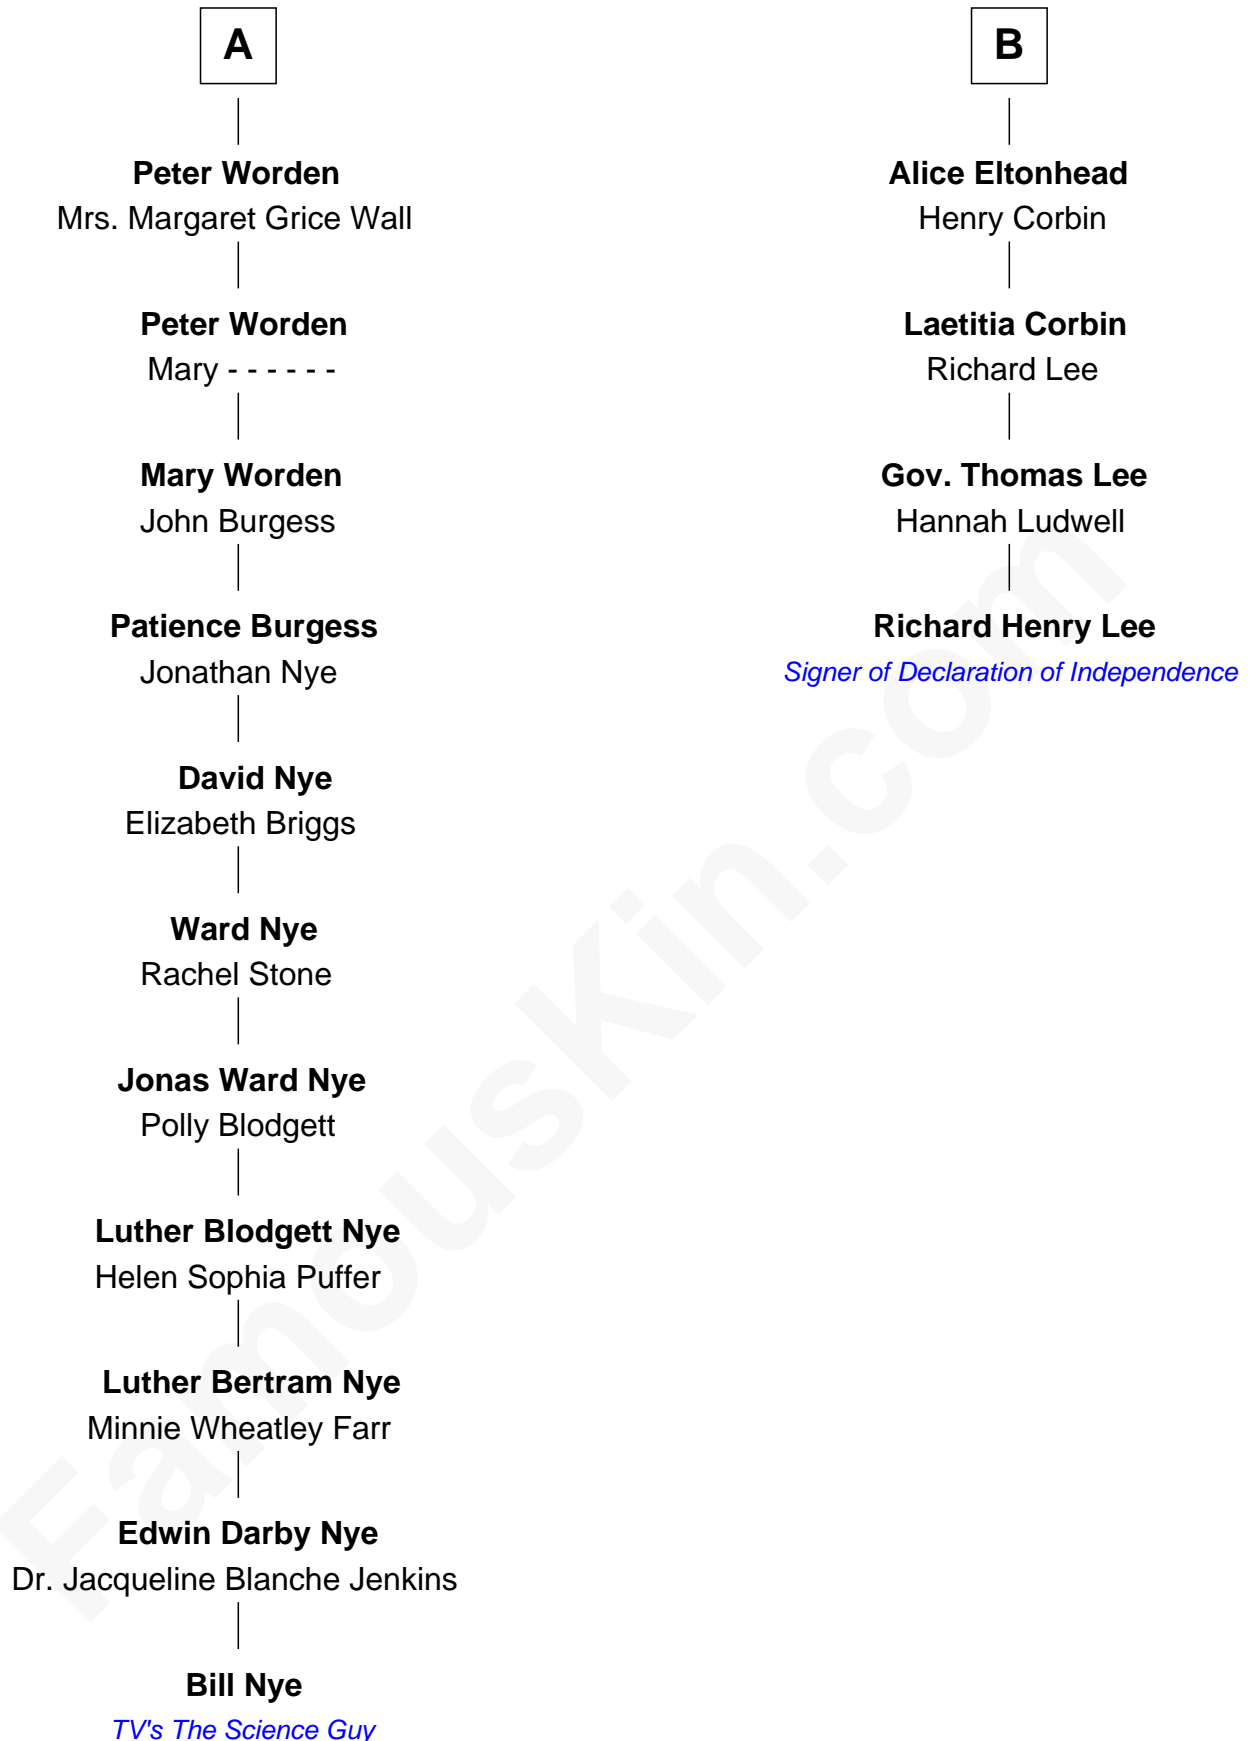 A
Peter Worden
Mrs. Margaret Grice Wall
Peter Worden
Mary - - - - - -
Mary Worden
John Burgess
Patience Burgess
Jonathan Nye
David Nye
Elizabeth Briggs
Ward Nye
Rachel Stone
Jonas Ward Nye
Polly Blodgett
Luther Blodgett Nye
Helen Sophia Puffer
Luther Bertram Nye
Minnie Wheatley Farr
Edwin Darby Nye
Dr. Jacqueline Blanche Jenkins
Bill Nye
TV's The Science Guy
B
Alice Eltonhead
Henry Corbin
Laetitia Corbin
Richard Lee
Gov. Thomas Lee
Hannah Ludwell
Richard Henry Lee
Signer of Declaration of Independence
FamousKin.com